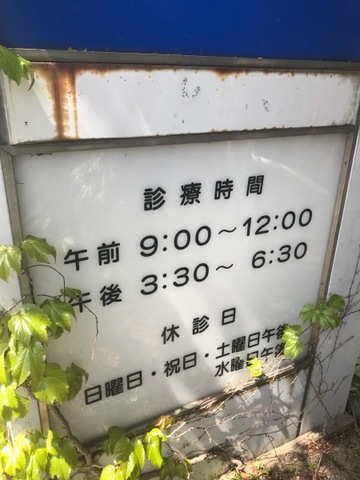 診療時間
午前 9:00～12:00
午後 3:30～ 6:30
休診日
日曜日・祝日・土曜日午後
水曜日午後